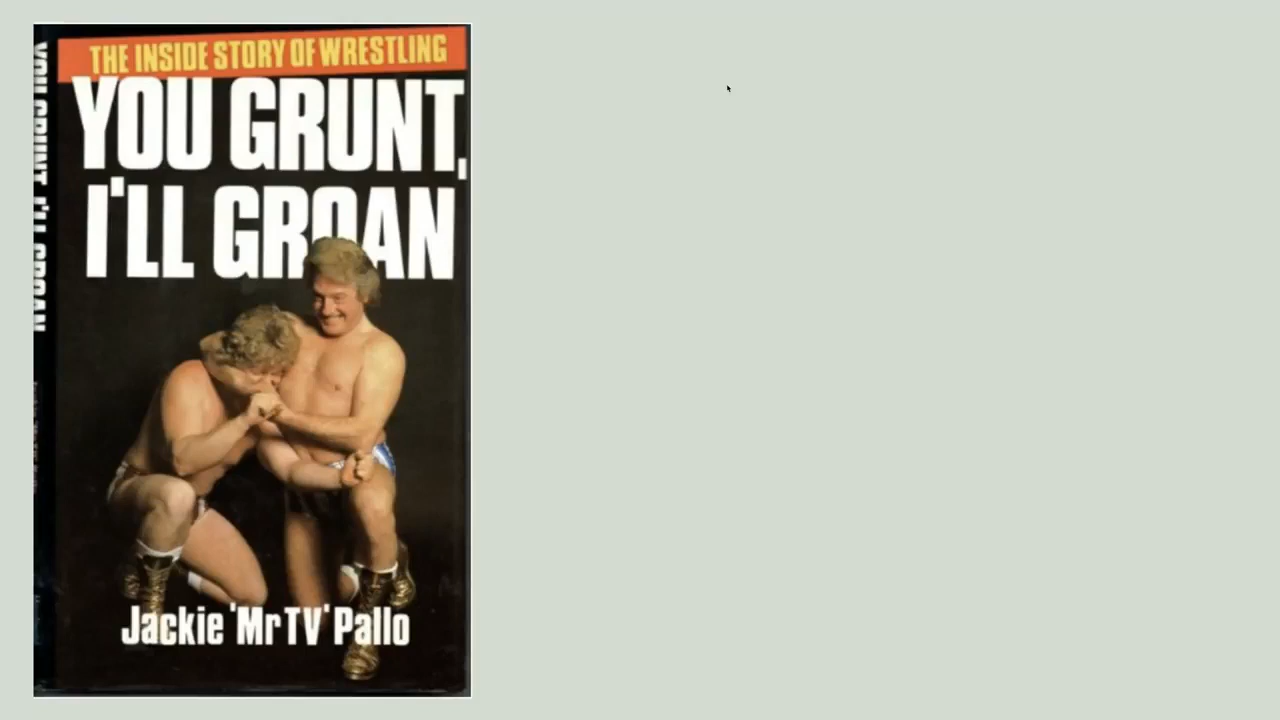 THE INSIDE STORY OF WRESTLING
YOU GRUNT,
I'LL GROAN
Jackie 'Mr TV' Pallo
YOU GRUNT, I'LL GROAN